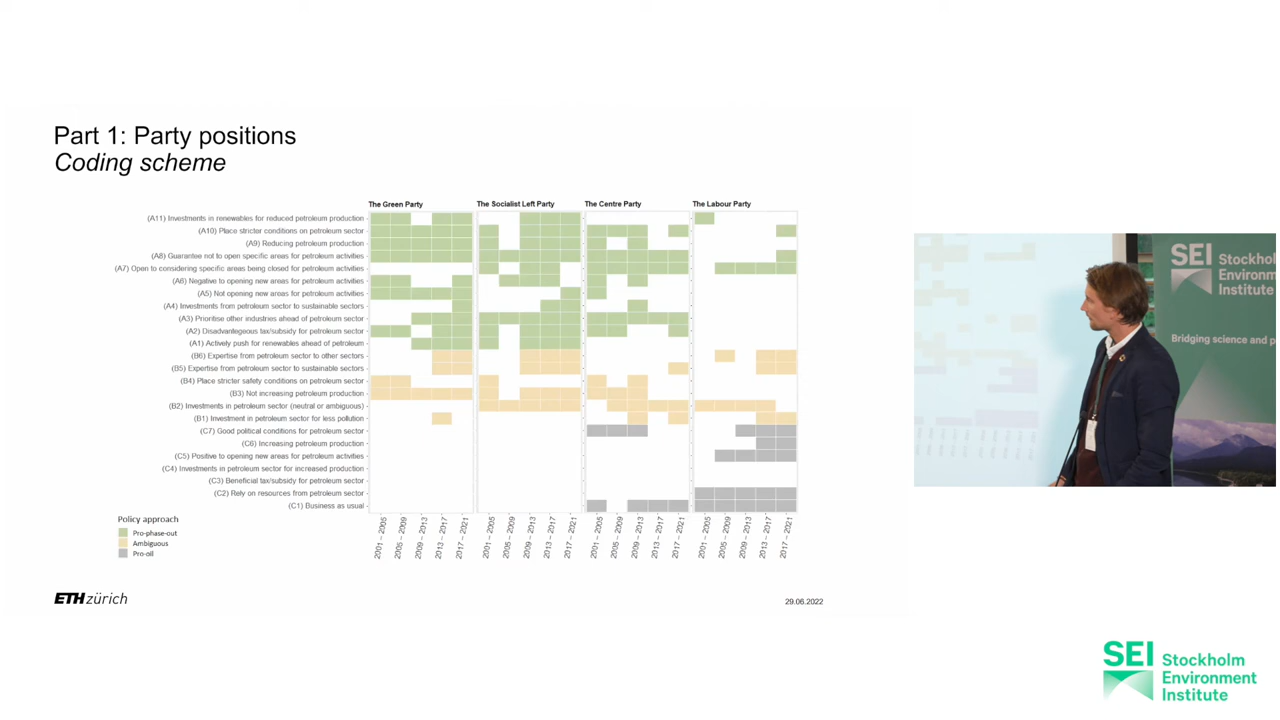 Part 1: Party positions
Coding scheme
The Green Party
The Socialist Left Party
The Centre Party
The Labour Party
(A11) Investments in renewables for reduced petroleum production
(A10) Place stricter conditions on petroleum sector
(A9) Reducing petroleum production
(A8) Guarantee not to open specific areas for petroleum activities
(A7) Open to considering specific areas being closed for petroleum activities
(A6) Negative to opening new areas for petroleum activities
(A5) Not opening new areas for petroleum activities
(A4) Investments from petroleum sector to sustainable sectors
(A3) Prioritise other industries ahead of petroleum sector
(A2) Disadvantegeous tax/subsidy for petroleum sector
(A1) Actively push for renewables ahead of petroleum
(B6) Expertise from petroleum sector to other sectors
(B5) Expertise from petroleum sector to sustainable sectors
(B4) Place stricter safety conditions on petroleum sector
(B3) Not increasing petroleum production
(B2) Investments in petroleum sector (neutral or ambiguous)
(B1) Investment in petroleum sector for less pollution
(C7) Good political conditions for petroleum sector
(C6) Increasing petroleum production
(C5) Positive to opening new areas for petroleum activities
(C4) Investments in petroleum sector for increased production
(C3) Beneficial tax/subsidy for petroleum sector
(C2) Rely on resources from petroleum sector
(C1) Business as usual
2001 – 2005
2005 – 2009
2009 – 2013
2013 – 2017
2017 – 2021
2001 – 2005
2005 – 2009
2009 – 2013
2013 – 2017
2017 – 2021
2001 – 2005
2005 – 2009
2009 – 2013
2013 – 2017
2017 – 2021
2001 – 2005
2005 – 2009
2009 – 2013
2013 – 2017
2017 – 2021
Policy approach
Pro-phase-out
Ambiguous
Pro-oil
ETH zürich
29.06.2022
SEI Stockholm
Environment
Institute
Bridging science and
SEI Stockholm
Environment
Institute